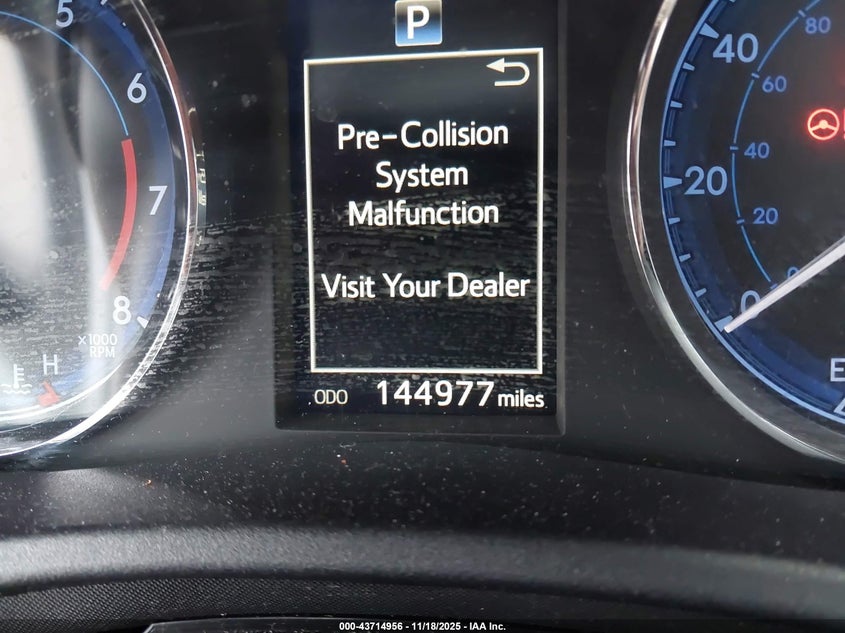 P
Pre-Collision
System
Malfunction
Visit Your Dealer
ODO 144977 miles
5
6
7
8
x1000
RPM
H
80
60
40
20
0
40
20
0
E
000-43714956 - 11/18/2025 - IAA Inc.